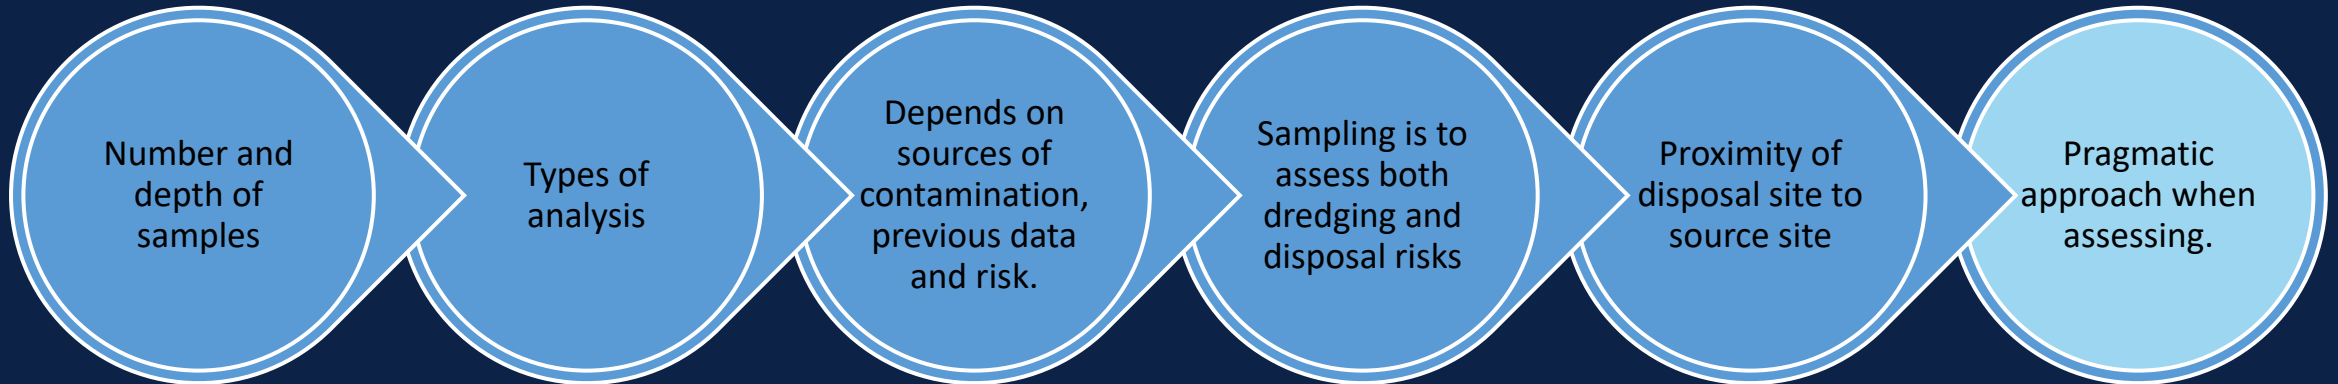 Number and
depth of
samples
Types of
analysis
Depends on
sources of
contamination,
previous data
and risk.
Sampling is to
assess both
dredging and
disposal risks
Proximity of
disposal site to
source site
Pragmatic
approach when
assessing.